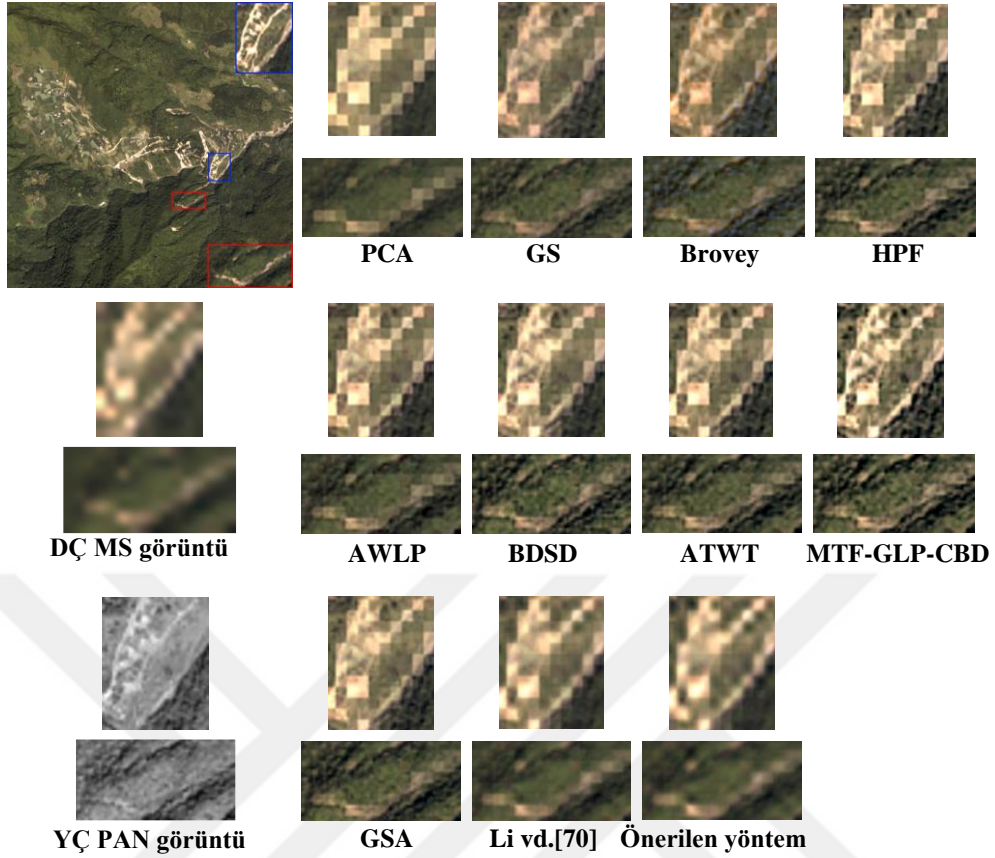 PCA GS Brovey HPF
DÇ MS görüntü AWLP BDSD ATWT MTF-GLP-CBD
YÇ PAN görüntü GSA Li vd.[70] Önerilen yöntem